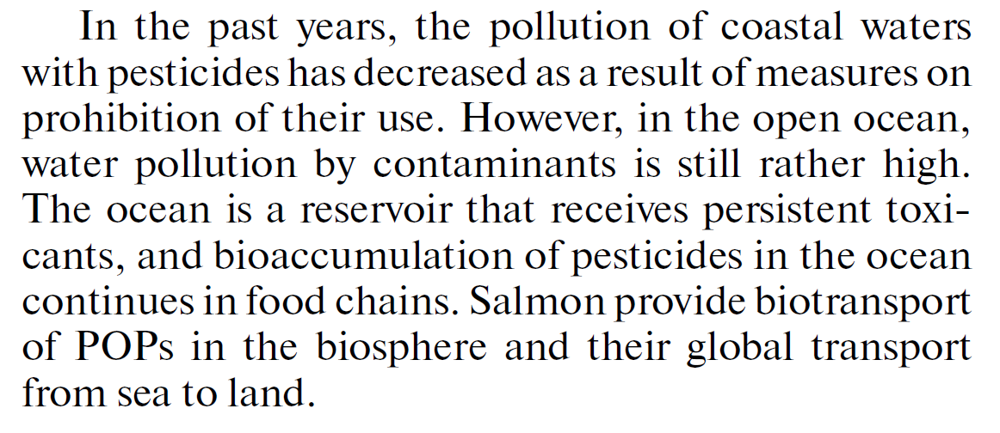 In the past years, the pollution of coastal waters
with pesticides has decreased as a result of measures on
prohibition of their use. However, in the open ocean,
water pollution by contaminants is still rather high.
The ocean is a reservoir that receives persistent toxi-
cants, and bioaccumulation of pesticides in the ocean
continues in food chains. Salmon provide biotransport
of POPs in the biosphere and their global transport
from sea to land.